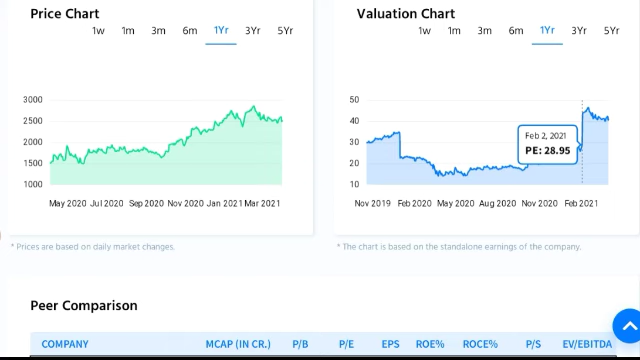 Price Chart
1w 1m 3m 6m 1Yr 3Yr 5Yr
3000
2500
2000
1500
1000
May 2020 Jul 2020 Sep 2020 Nov 2020 Jan 2021 Mar 2021
* Prices are based on daily market changes.
Valuation Chart
1w 1m 3m 6m 1Yr 3Yr 5Yr
50
40
30
20
10
Feb 2, 2021
PE: 28.95
Nov 2019 Feb 2020 May 2020 Aug 2020 Nov 2020 Feb 2021
* The chart is based on the standalone earnings of the company.
Peer Comparison
COMPANY MCAP (IN CR.) P/B P/E EPS ROE% ROCE% P/S EV/EBITDA